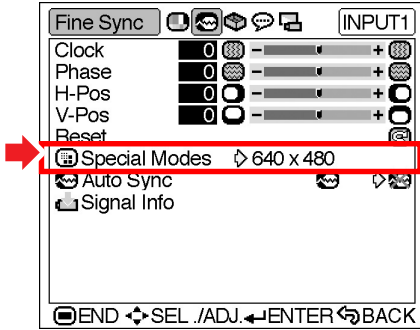 Fine Sync INPUT1
Clock 0 - +
Phase 0 - +
H-Pos 0 - +
V-Pos 0 - +
Reset
Special Modes 640 x 480
Auto Sync
Signal Info
END SEL ./ADJ. ENTER BACK